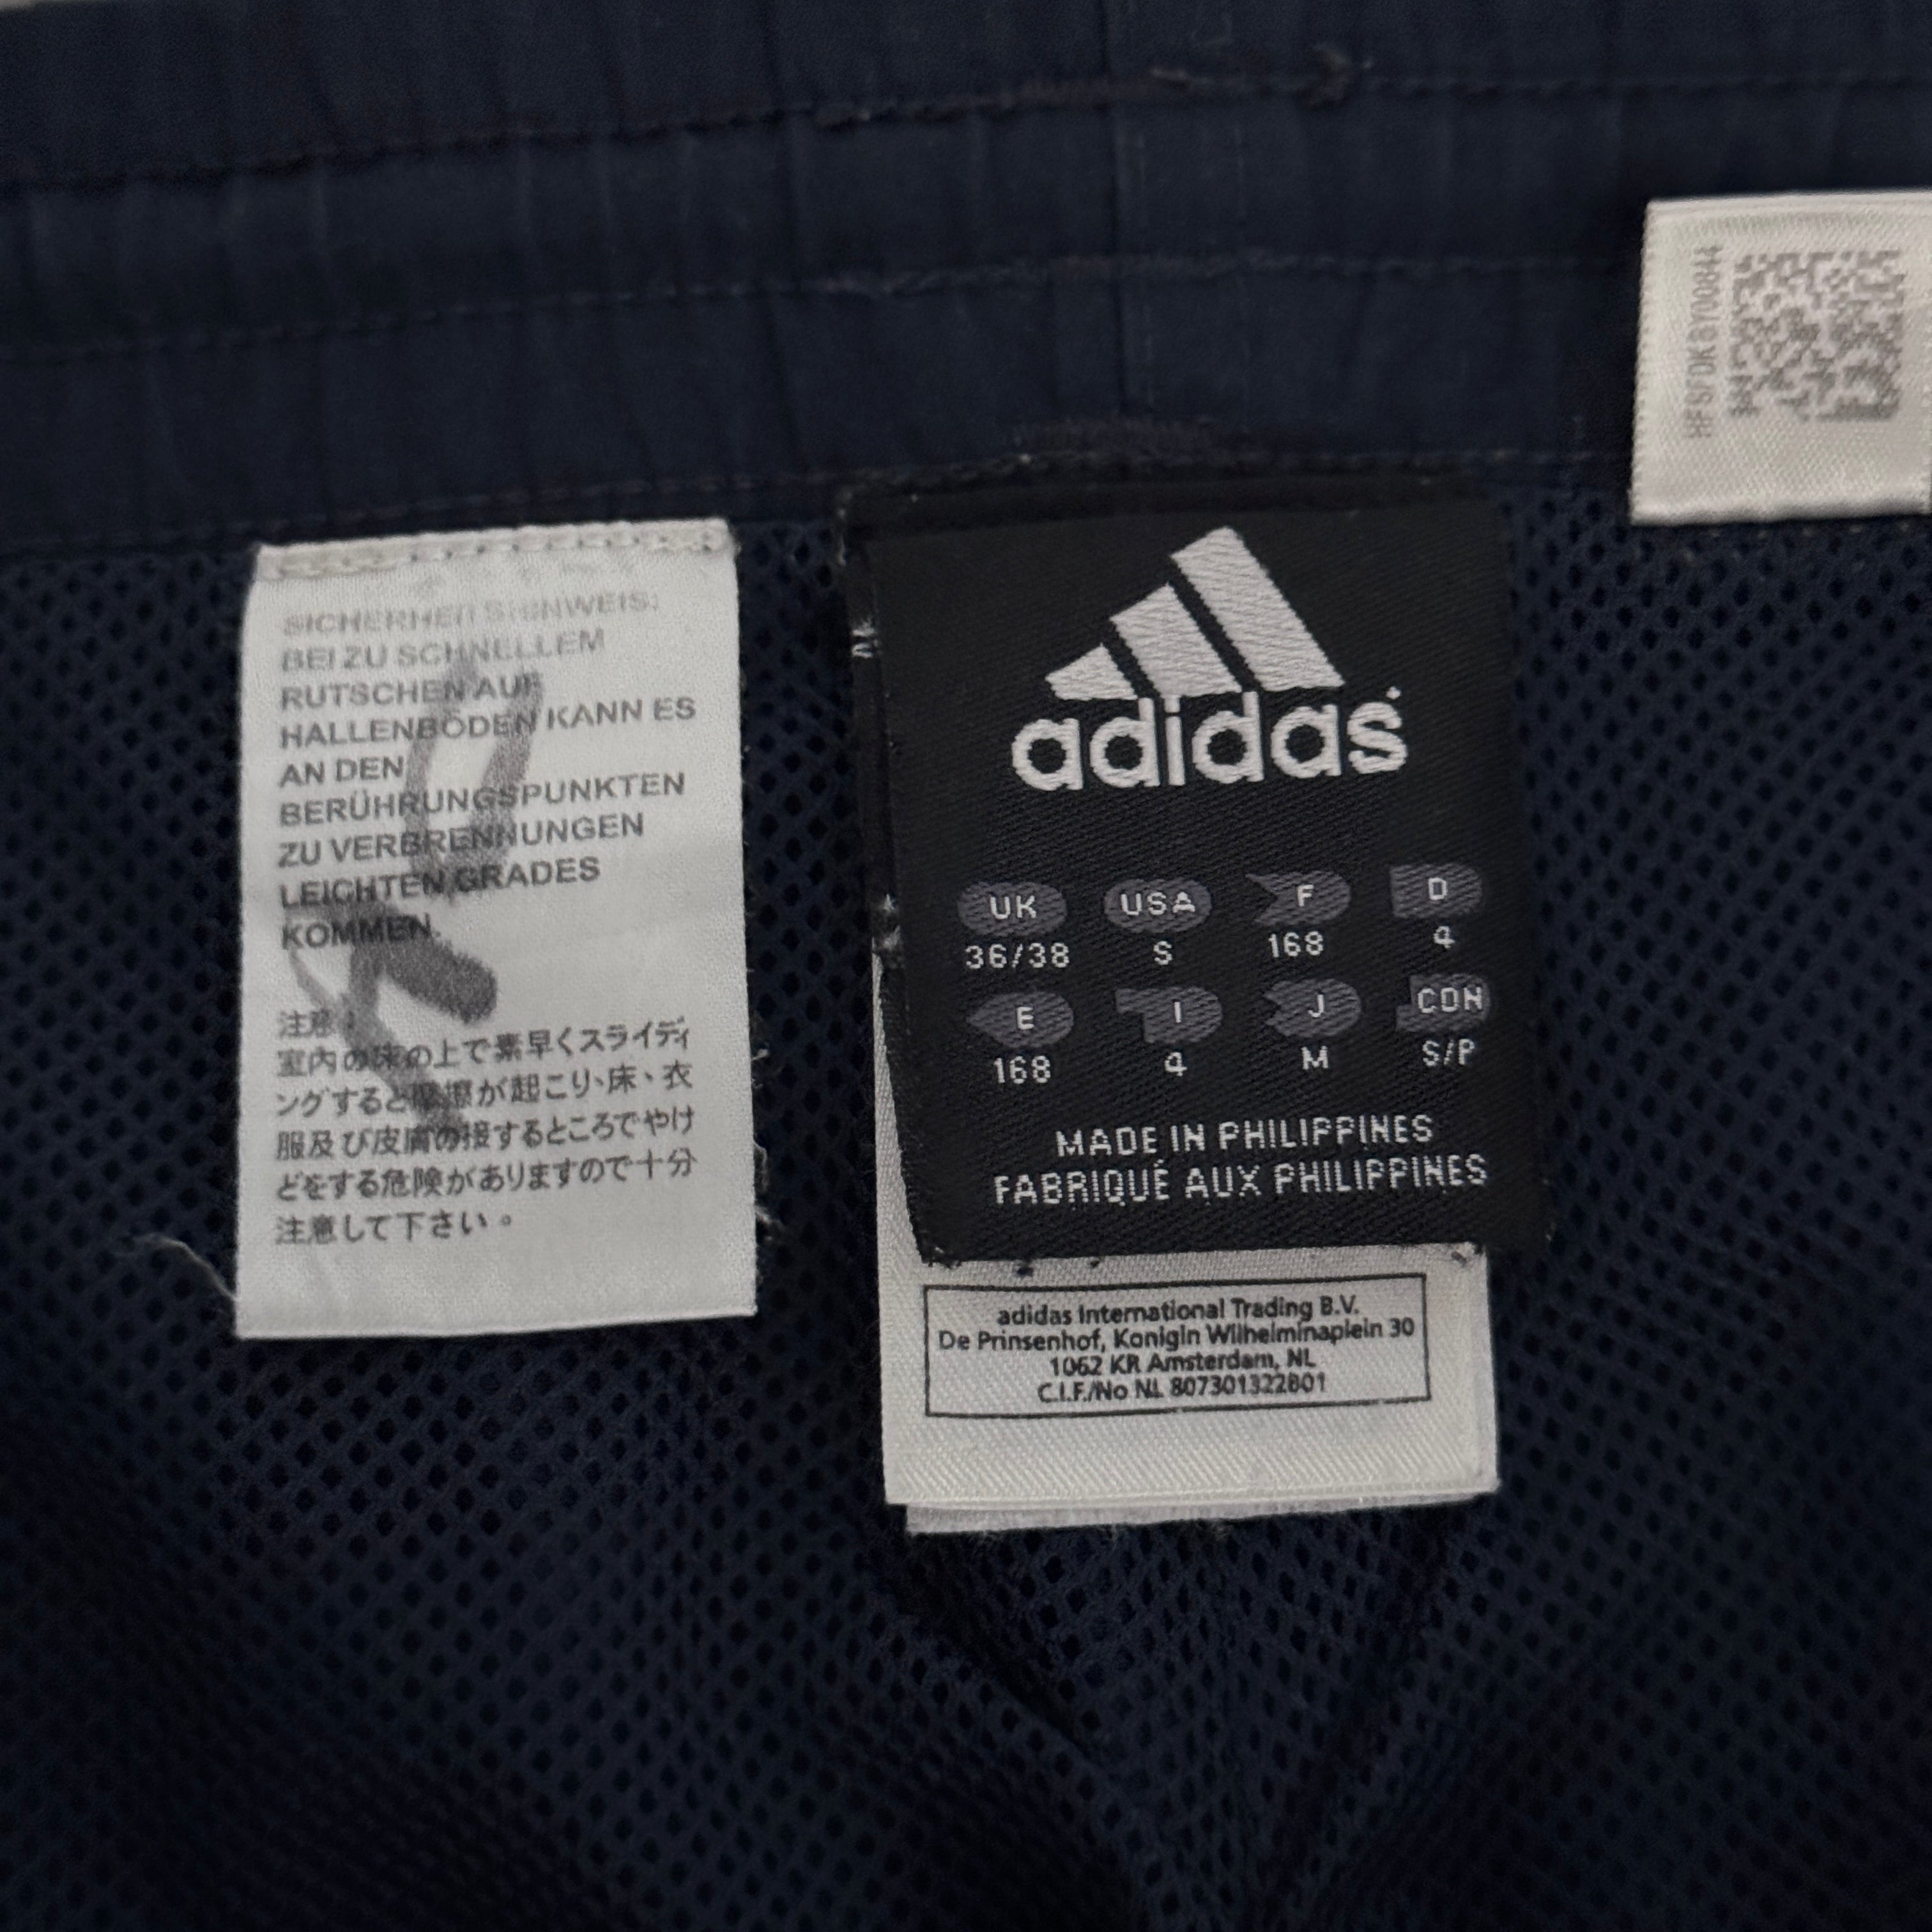 SICHERHEITSHINWEIS:
BEI ZU SCHNELLEM
RUTSCHEN AUF
HALLENBÖDEN KANN ES
AN DEN
BERÜHRUNGSPUNKTEN
ZU VERBRENNUNGEN
LEICHTEN GRADES
KOMMEN.
注意:
室内の床の上で素早くスライディ
ングすると摩擦が起こり、床、衣
服及び皮膚の接するところでやけ
どをする危険がありますので十分
注意して下さい。
adidas
UK USA F D
36/38 S 168 4
E I J CDN
168 4 M S/P
MADE IN PHILIPPINES
FABRIQUÉ AUX PHILIPPINES
adidas International Trading B.V.
De Prinsenhof, Konigin Wilhelminaplein 30
1062 KR Amsterdam, NL
C.I.F./No NL 807301322B01